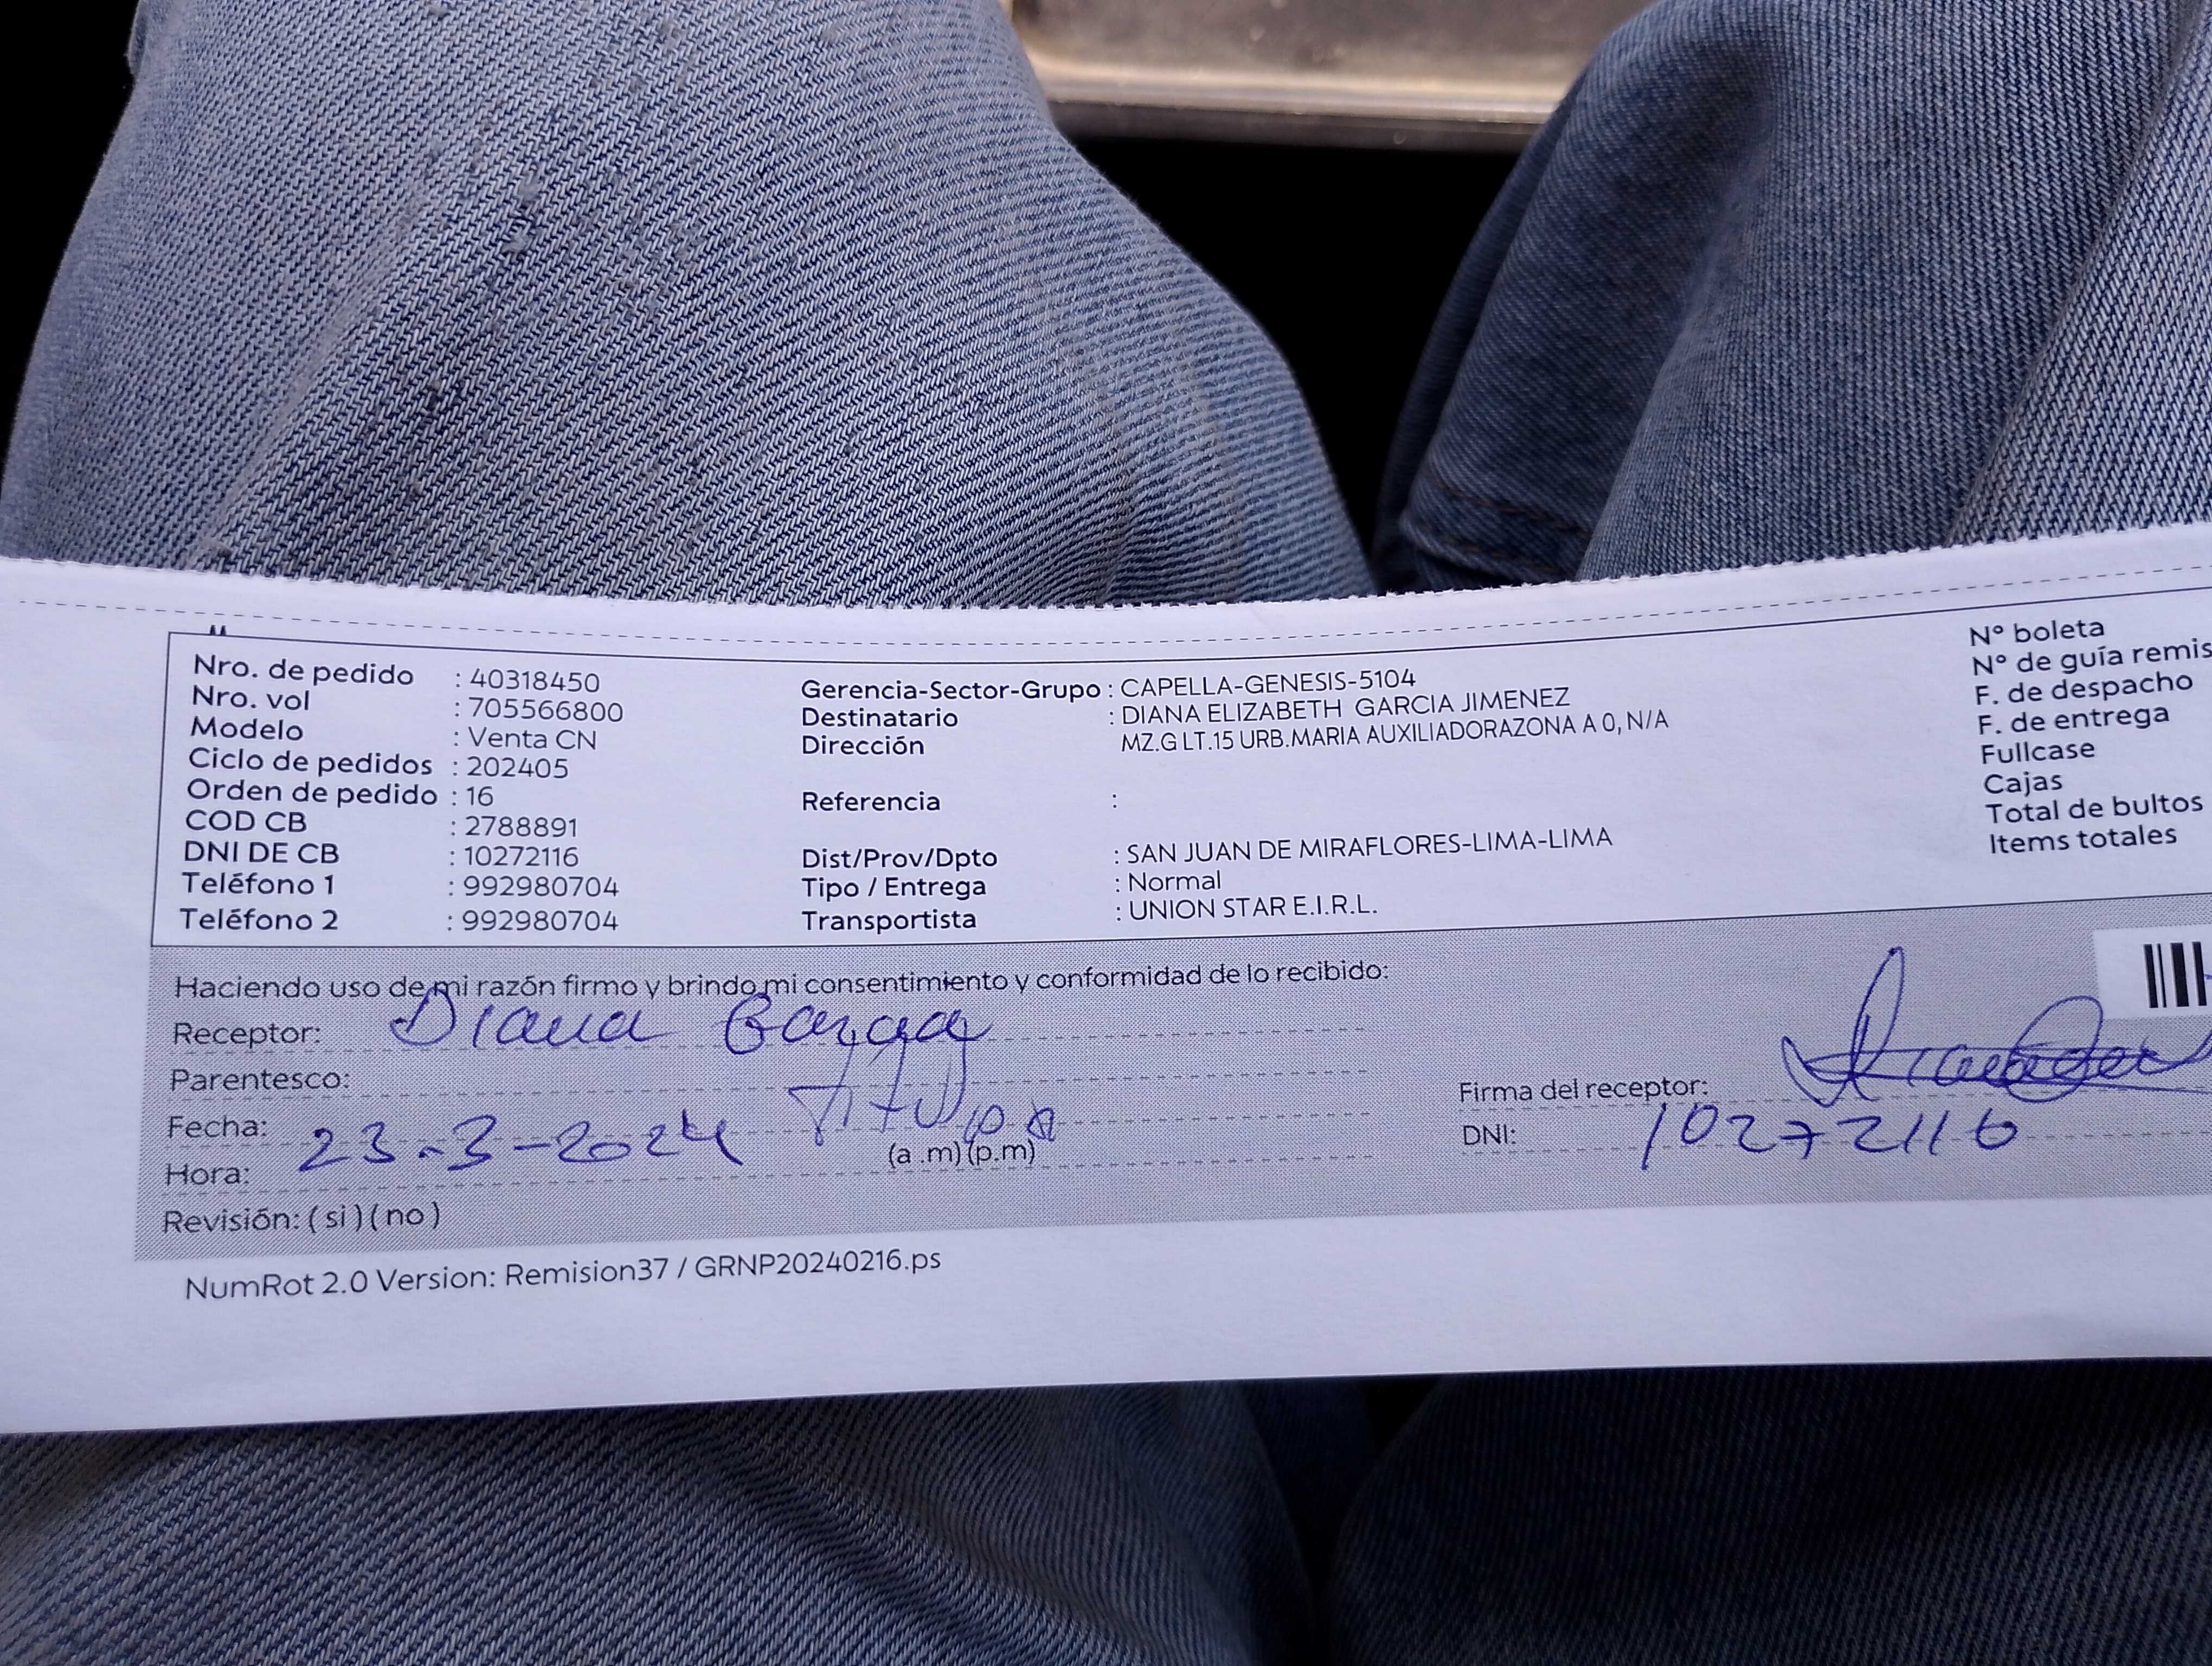 Nro. de pedido : 40318450
Nro. vol : 705566800
Modelo : Venta CN
Ciclo de pedidos : 202405
Orden de pedido : 16
COD CB : 2788891
DNI DE CB : 10272116
Teléfono 1 : 992980704
Teléfono 2 : 992980704
Gerencia-Sector-Grupo : CAPELLA-GENESIS-5104
Destinatario : DIANA ELIZABETH GARCIA JIMENEZ
Dirección MZ.G LT.15 URB.MARIA AUXILIADORAZONA A 0, N/A
Referencia :
Dist/Prov/Dpto : SAN JUAN DE MIRAFLORES-LIMA-LIMA
Tipo / Entrega : Normal
Transportista : UNION STAR E.I.R.L.
N° boleta
N° de guía remis
F. de despacho
F. de entrega
Fullcase
Cajas
Total de bultos
Items totales
Haciendo uso de mi razón firmo y brindo mi consentimiento y conformidad de lo recibido:
Receptor: Diana Garcia
Parentesco:
Fecha: 23-3-2024
Hora: (a .m)(p.m)
Revisión: ( si ) ( no )
Firma del receptor:
DNI: 10272116
NumRot 2.0 Version: Remision37 / GRNP20240216.ps